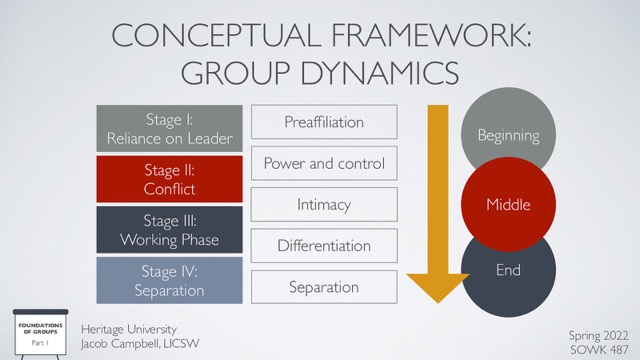 CONCEPTUAL FRAMEWORK:
GROUP DYNAMICS
Stage I:
Reliance on Leader
Stage II:
Conflict
Stage III:
Working Phase
Stage IV:
Separation
Preaffiliation
Power and control
Intimacy
Differentiation
Separation
Beginning
Middle
End
FOUNDATIONS
OF GROUPS
Part 1
Heritage University
Jacob Campbell, LICSW
Spring 2022
SOWK 487